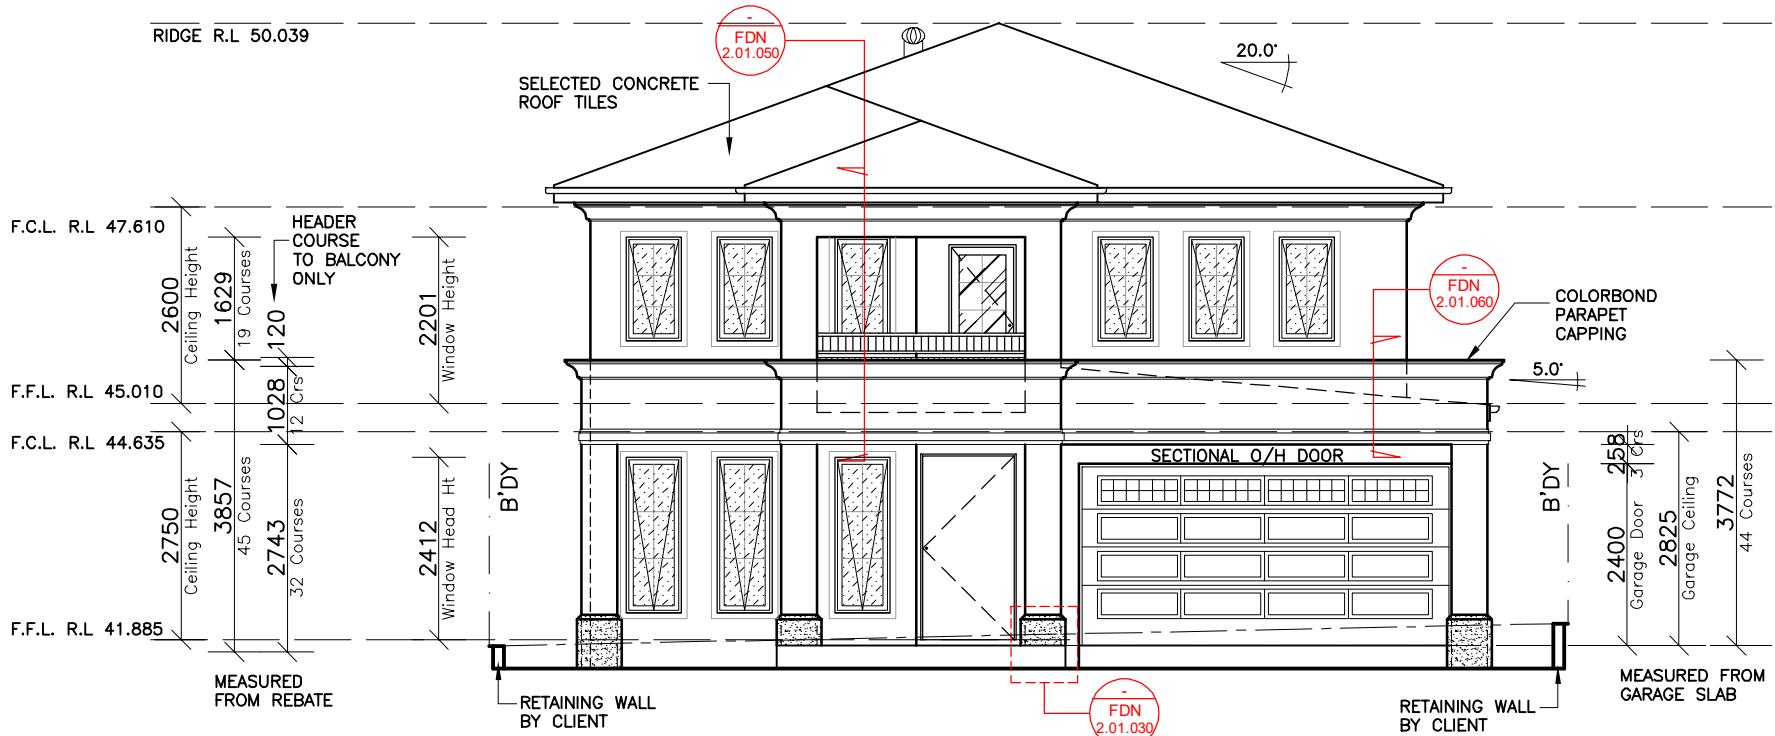 RIDGE R.L 50.039
-
FDN
2.01.050
20.0°
SELECTED CONCRETE
ROOF TILES
F.C.L. R.L 47.610
HEADER
COURSE
TO BALCONY
ONLY
2600
Ceiling Height
1629
19 Courses
120
2201
Window Height
-
FDN
2.01.060
COLORBOND
PARAPET
CAPPING
5.0°
F.F.L. R.L 45.010
1028
12 Crs
F.C.L. R.L 44.635
2750
Ceiling Height
3857
45 Courses
2743
32 Courses
2412
Window Head Ht
B'DY
SECTIONAL O/H DOOR
B'DY
258
3 Crs
2400
Garage Door
2825
Garage Ceiling
3772
44 Courses
F.F.L. R.L 41.885
MEASURED
FROM REBATE
RETAINING WALL
BY CLIENT
-
FDN
2.01.030
RETAINING WALL
BY CLIENT
MEASURED FROM
GARAGE SLAB